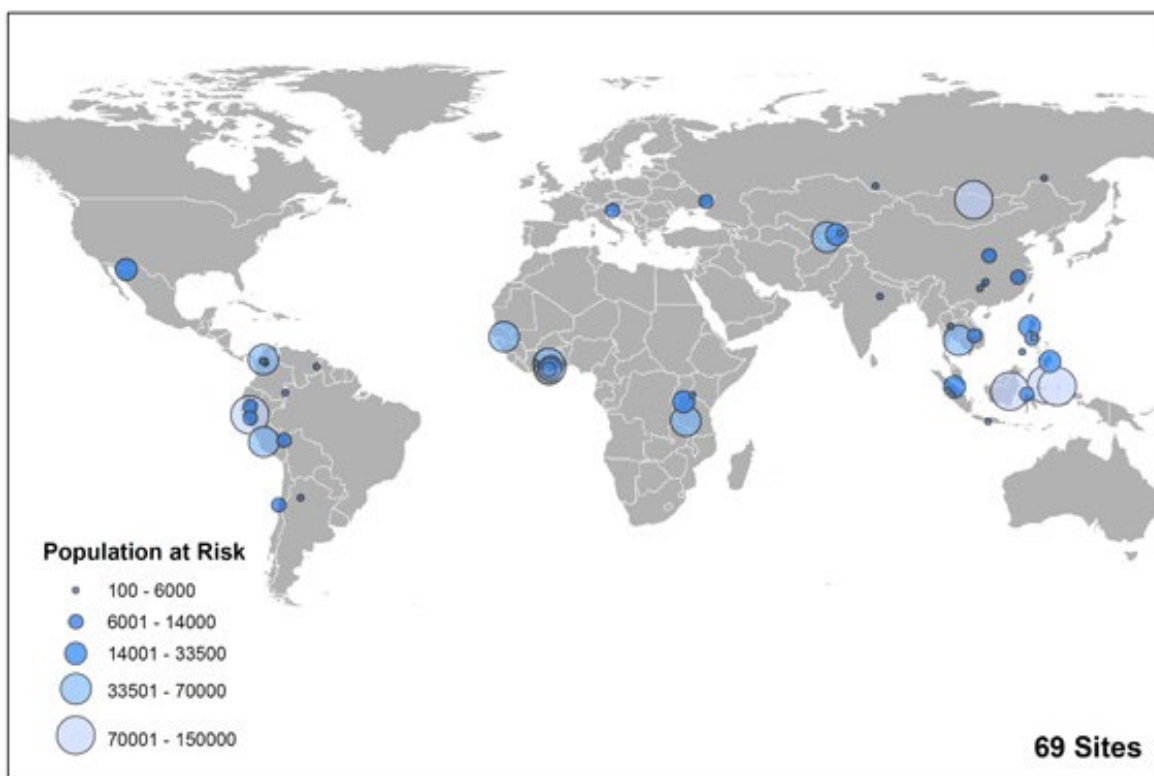 Population at Risk
100 - 6000
6001 - 14000
14001 - 33500
33501 - 70000
70001 - 150000
69 Sites